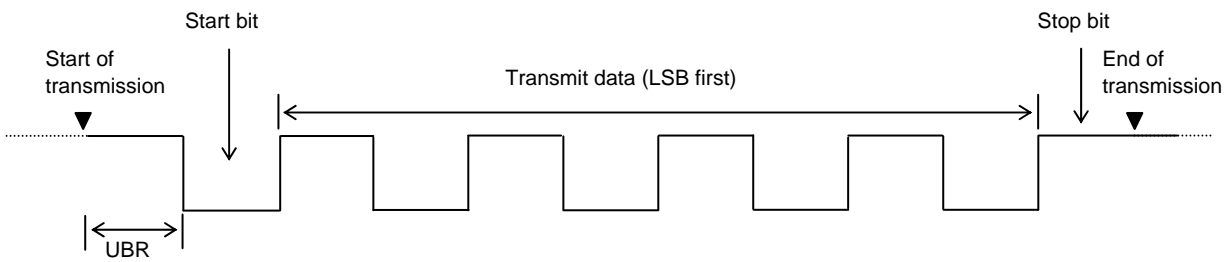 Start bit
Stop bit
Start of
transmission
Transmit data (LSB first)
End of
transmission
UBR